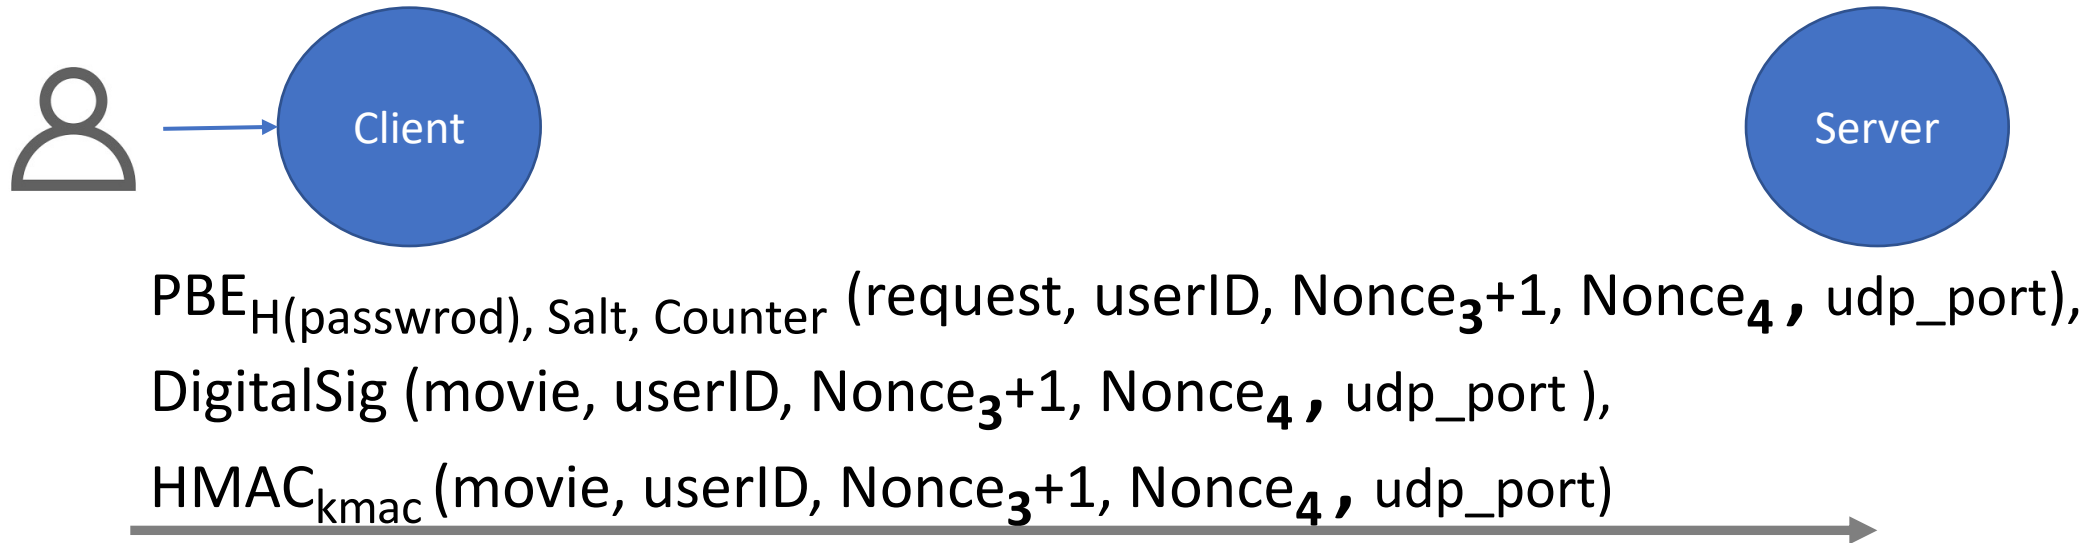 Client
Server
PBE H(passwrod), Salt, Counter (request, userID, Nonce3+1, Nonce4 , udp_port),
DigitalSig (movie, userID, Nonce3+1, Nonce4 , udp_port ),
HMACkmac (movie, userID, Nonce3+1, Nonce4 , udp_port)